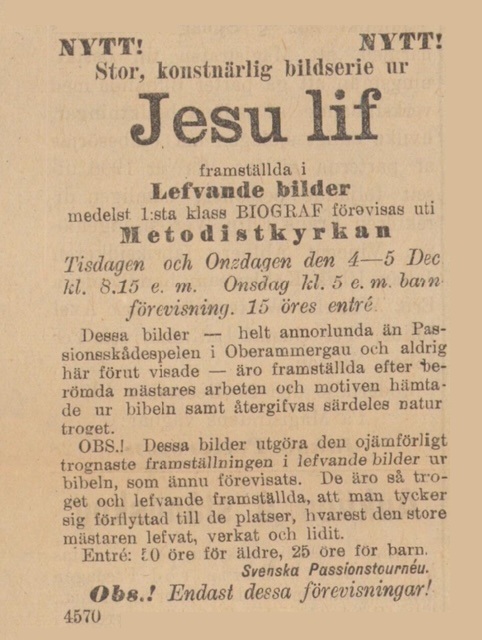 NYTT! NYTT!
Stor, konstnärlig bildserie ur
Jesu lif
framställda i
Lefvande bilder
medelst 1:sta klass BIOGRAF förevisas uti
Metodistkyrkan
Tisdagen och Onzdagen den 4—5 Dec
kl. 8.15 e. m. Onsdag kl. 5 e. m. barn-
förevisning. 15 öres entré.
Dessa bilder — helt annorlunda än Pas-
sionsskådespelen i Oberammergau och aldrig
här förut visade — äro framställda efter be-
römda mästares arbeten och motiven hämta-
de ur bibeln samt återgifvas särdeles natur
troget.
OBS.! Dessa bilder utgöra den ojämförligt
trognaste framställningen i lefvande bilder ur
bibeln, som ännu förevisats. De äro så tro-
get och lefvande framställda, att man tycker
sig förflyttad till de platser, hvarest den store
mästaren lefvat, verkat och lidit.
Entré: 50 öre för äldre, 25 öre för barn.
Svenska Passionstournéu.
Obs.! Endast dessa förevisningar!
4570